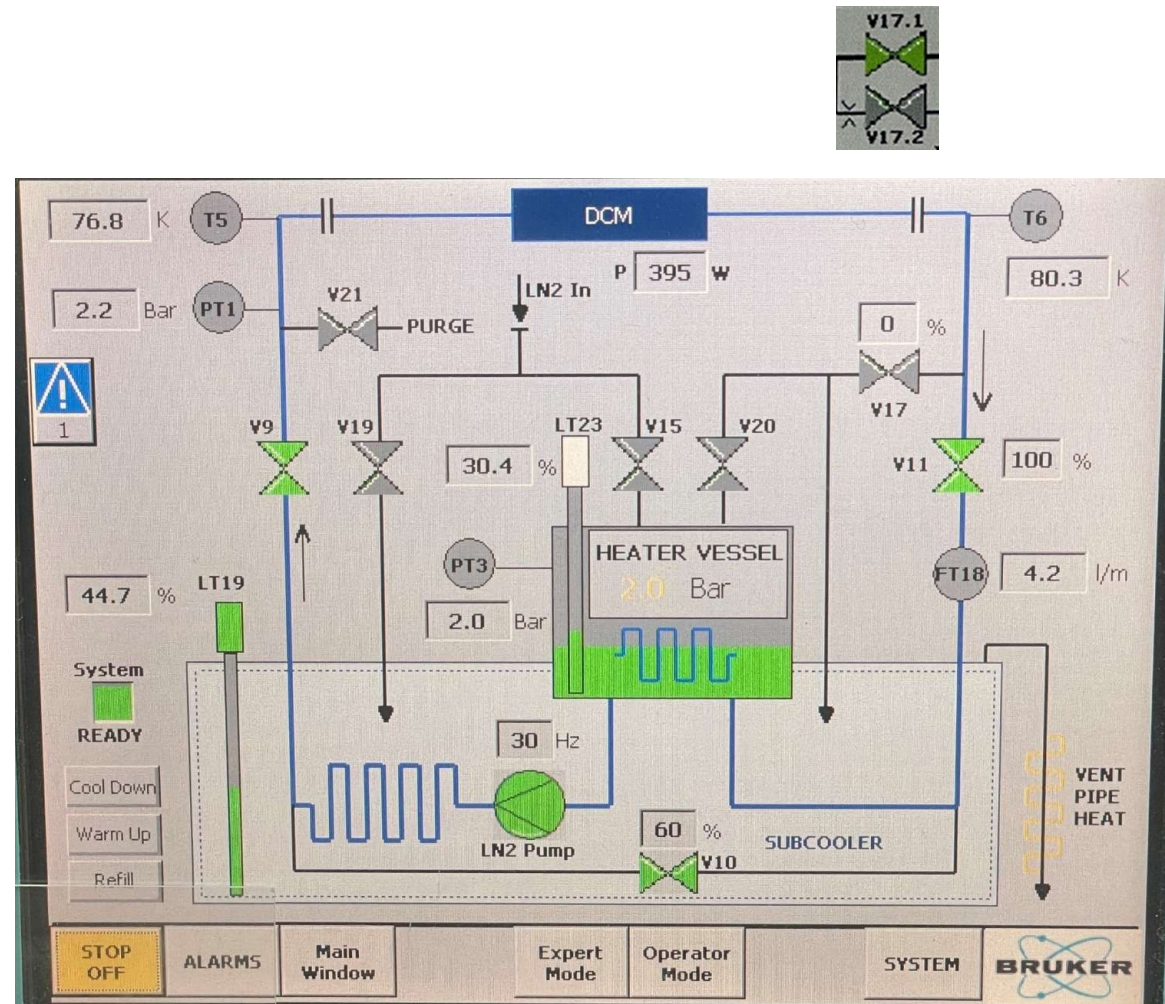 V17.1
V17.2
76.8 K T5
DCM
T6
P 395 W
80.3 K
2.2 Bar PT1
V21
PURGE
LN2 In
0 %
V17
1
V9
V19
LT23
V15
V20
30.4 %
V11
100 %
HEATER VESSEL
2.0 Bar
PT3
2.0 Bar
FT18
4.2 l/m
44.7 %
LT19
System
READY
30 Hz
LN2 Pump
60 %
V10
SUBCOOLER
VENT
PIPE
HEAT
Cool Down
Warm Up
Refill
STOP
OFF
ALARMS
Main
Window
Expert
Mode
Operator
Mode
SYSTEM
BRUKER